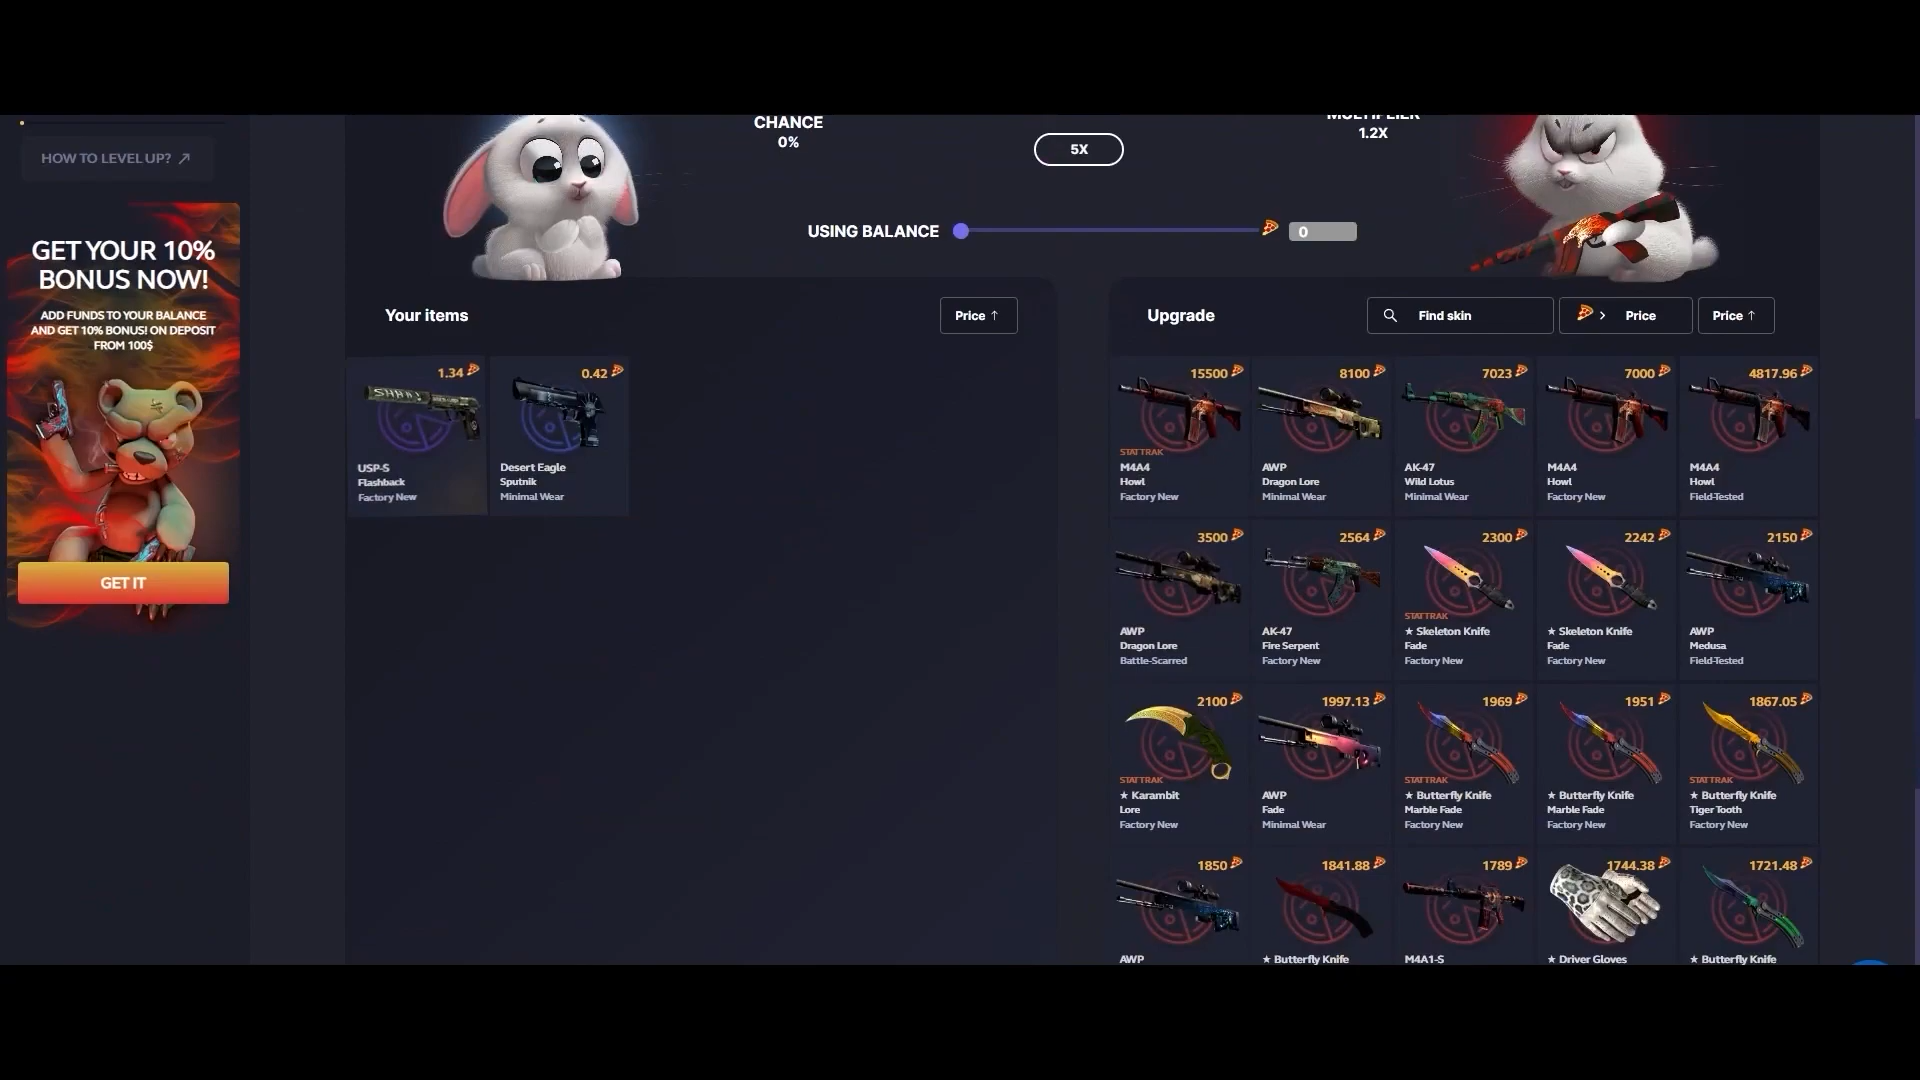 HOW TO LEVEL UP?
GET YOUR 10%
BONUS NOW!
ADD FUNDS TO YOUR BALANCE
AND GET 10% BONUS! ON DEPOSIT
FROM 100$
GET IT
CHANCE
0%
5X
MULTIPLIER
1.2X
USING BALANCE
0
Your items
Price ↑
1.34
USP-S
Flashback
Factory New
0.42
Desert Eagle
Sputnik
Minimal Wear
Upgrade
Find skin
Price
Price ↑
15500
STATTRAK
M4A4
Howl
Factory New
8100
AWP
Dragon Lore
Minimal Wear
7023
AK-47
Wild Lotus
Minimal Wear
7000
M4A4
Howl
Factory New
4817.96
M4A4
Howl
Field-Tested
3500
AWP
Dragon Lore
Battle-Scarred
2564
AK-47
Fire Serpent
Factory New
2300
STATTRAK
★ Skeleton Knife
Fade
Factory New
2242
★ Skeleton Knife
Fade
Factory New
2150
AWP
Medusa
Field-Tested
2100
STATTRAK
★ Karambit
Lore
Factory New
1997.13
AWP
Fade
Minimal Wear
1969
STATTRAK
★ Butterfly Knife
Marble Fade
Factory New
1951
★ Butterfly Knife
Marble Fade
Factory New
1867.05
STATTRAK
★ Butterfly Knife
Tiger Tooth
Factory New
1850
AWP
1841.88
★ Butterfly Knife
1789
M4A1-S
1744.38
★ Driver Gloves
1721.48
★ Butterfly Knife